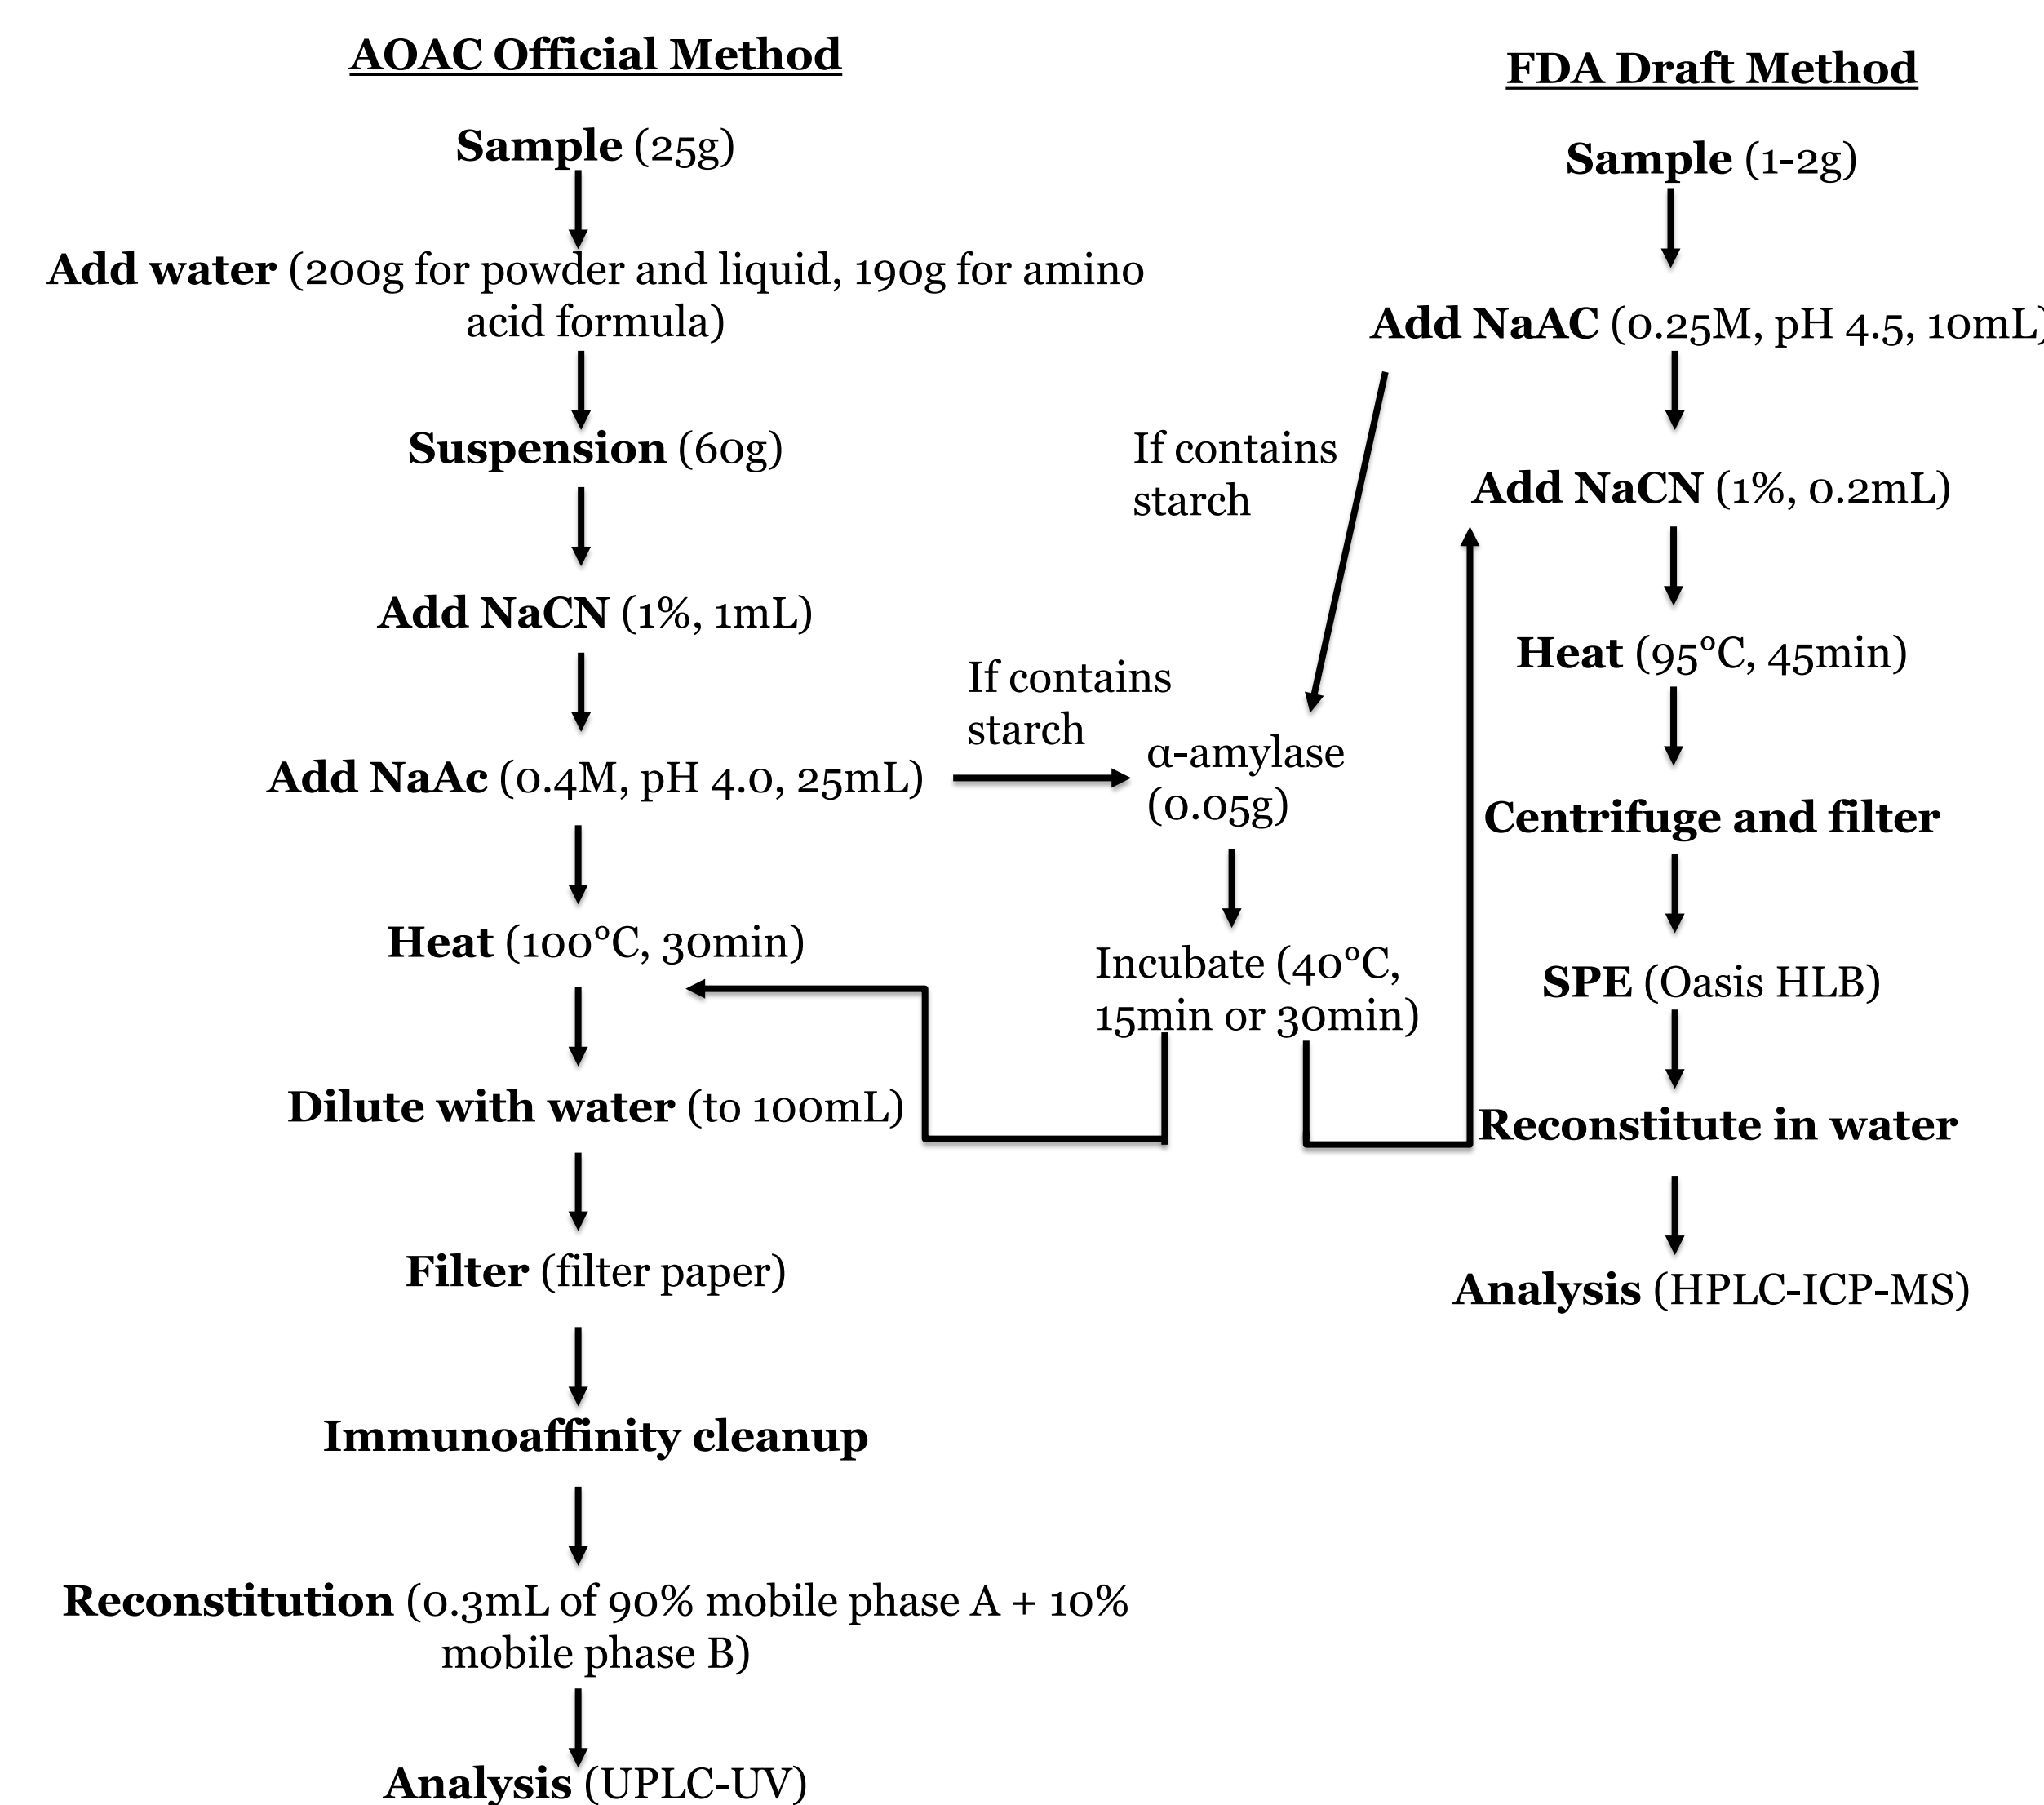 AOAC Official Method
Sample (25g)
Add water (200g for powder and liquid, 190g for amino
acid formula)
Suspension (60g)
Add NaCN (1%, 1mL)
Add NaAc (0.4M, pH 4.0, 25mL)
Heat (100°C, 30min)
Dilute with water (to 100mL)
Filter (filter paper)
Immunoaffinity cleanup
Reconstitution (0.3mL of 90% mobile phase A + 10%
mobile phase B)
Analysis (UPLC-UV)
If contains
starch
If contains
starch
α-amylase
(0.05g)
Incubate (40°C,
15min or 30min)
FDA Draft Method
Sample (1-2g)
Add NaAC (0.25M, pH 4.5, 10mL)
Add NaCN (1%, 0.2mL)
Heat (95°C, 45min)
Centrifuge and filter
SPE (Oasis HLB)
Reconstitute in water
Analysis (HPLC-ICP-MS)